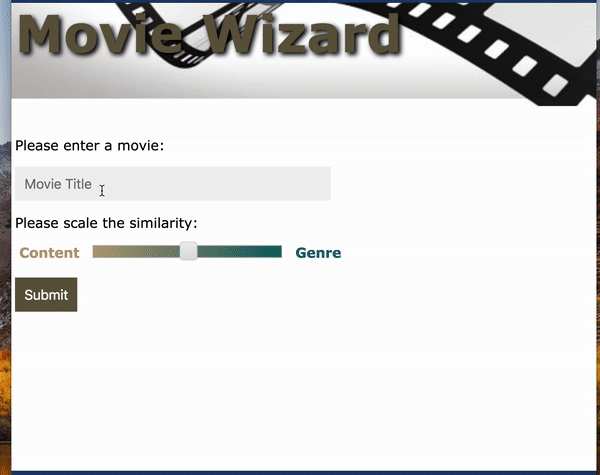 Movie Wizard
Please enter a movie:
Movie Title
Please scale the similarity:
Content Genre
Submit